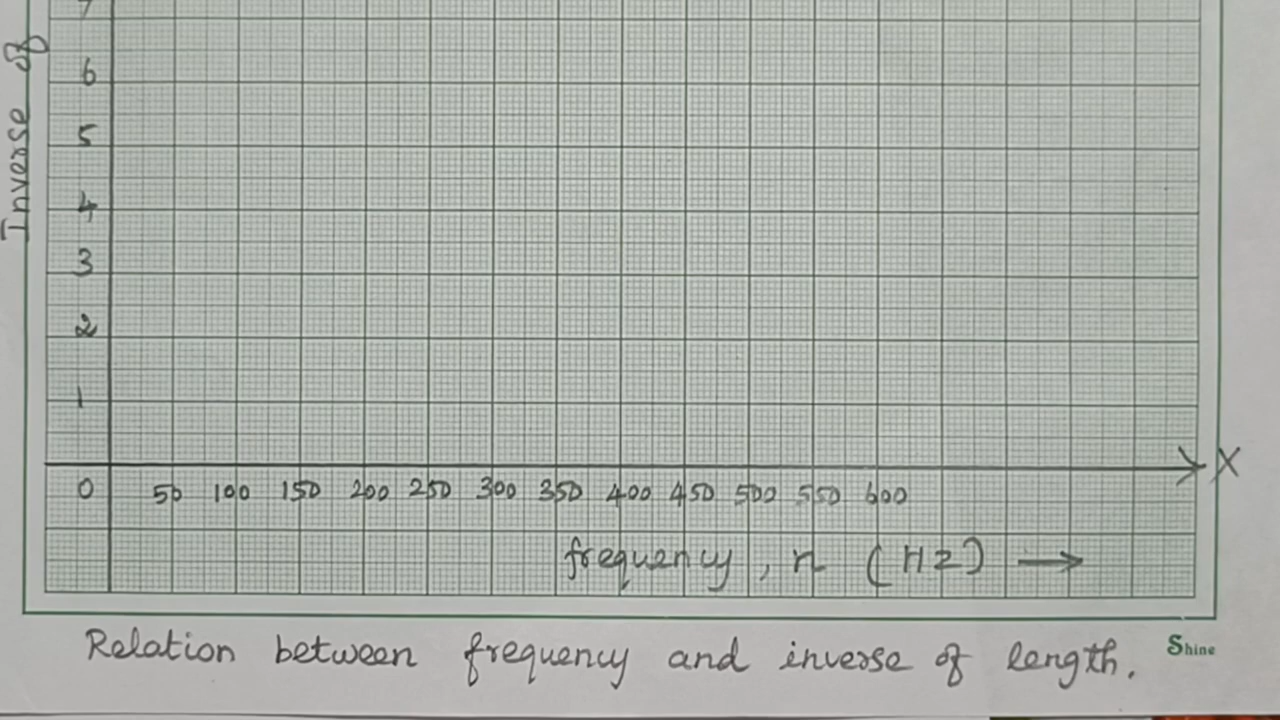 Inverse of
7
6
5
4
3
2
1
0 50 100 150 200 250 300 350 400 450 500 550 600
X
frequency, n (HZ) →
Relation between frequency and inverse of length.
Shine